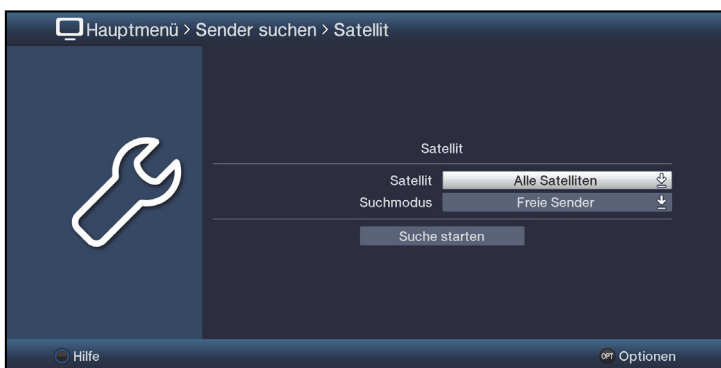 Hauptmenü > Sender suchen > Satellit
Satellit
Satellit Alle Satelliten
Suchmodus Freie Sender
Suche starten
Hilfe OPT Optionen